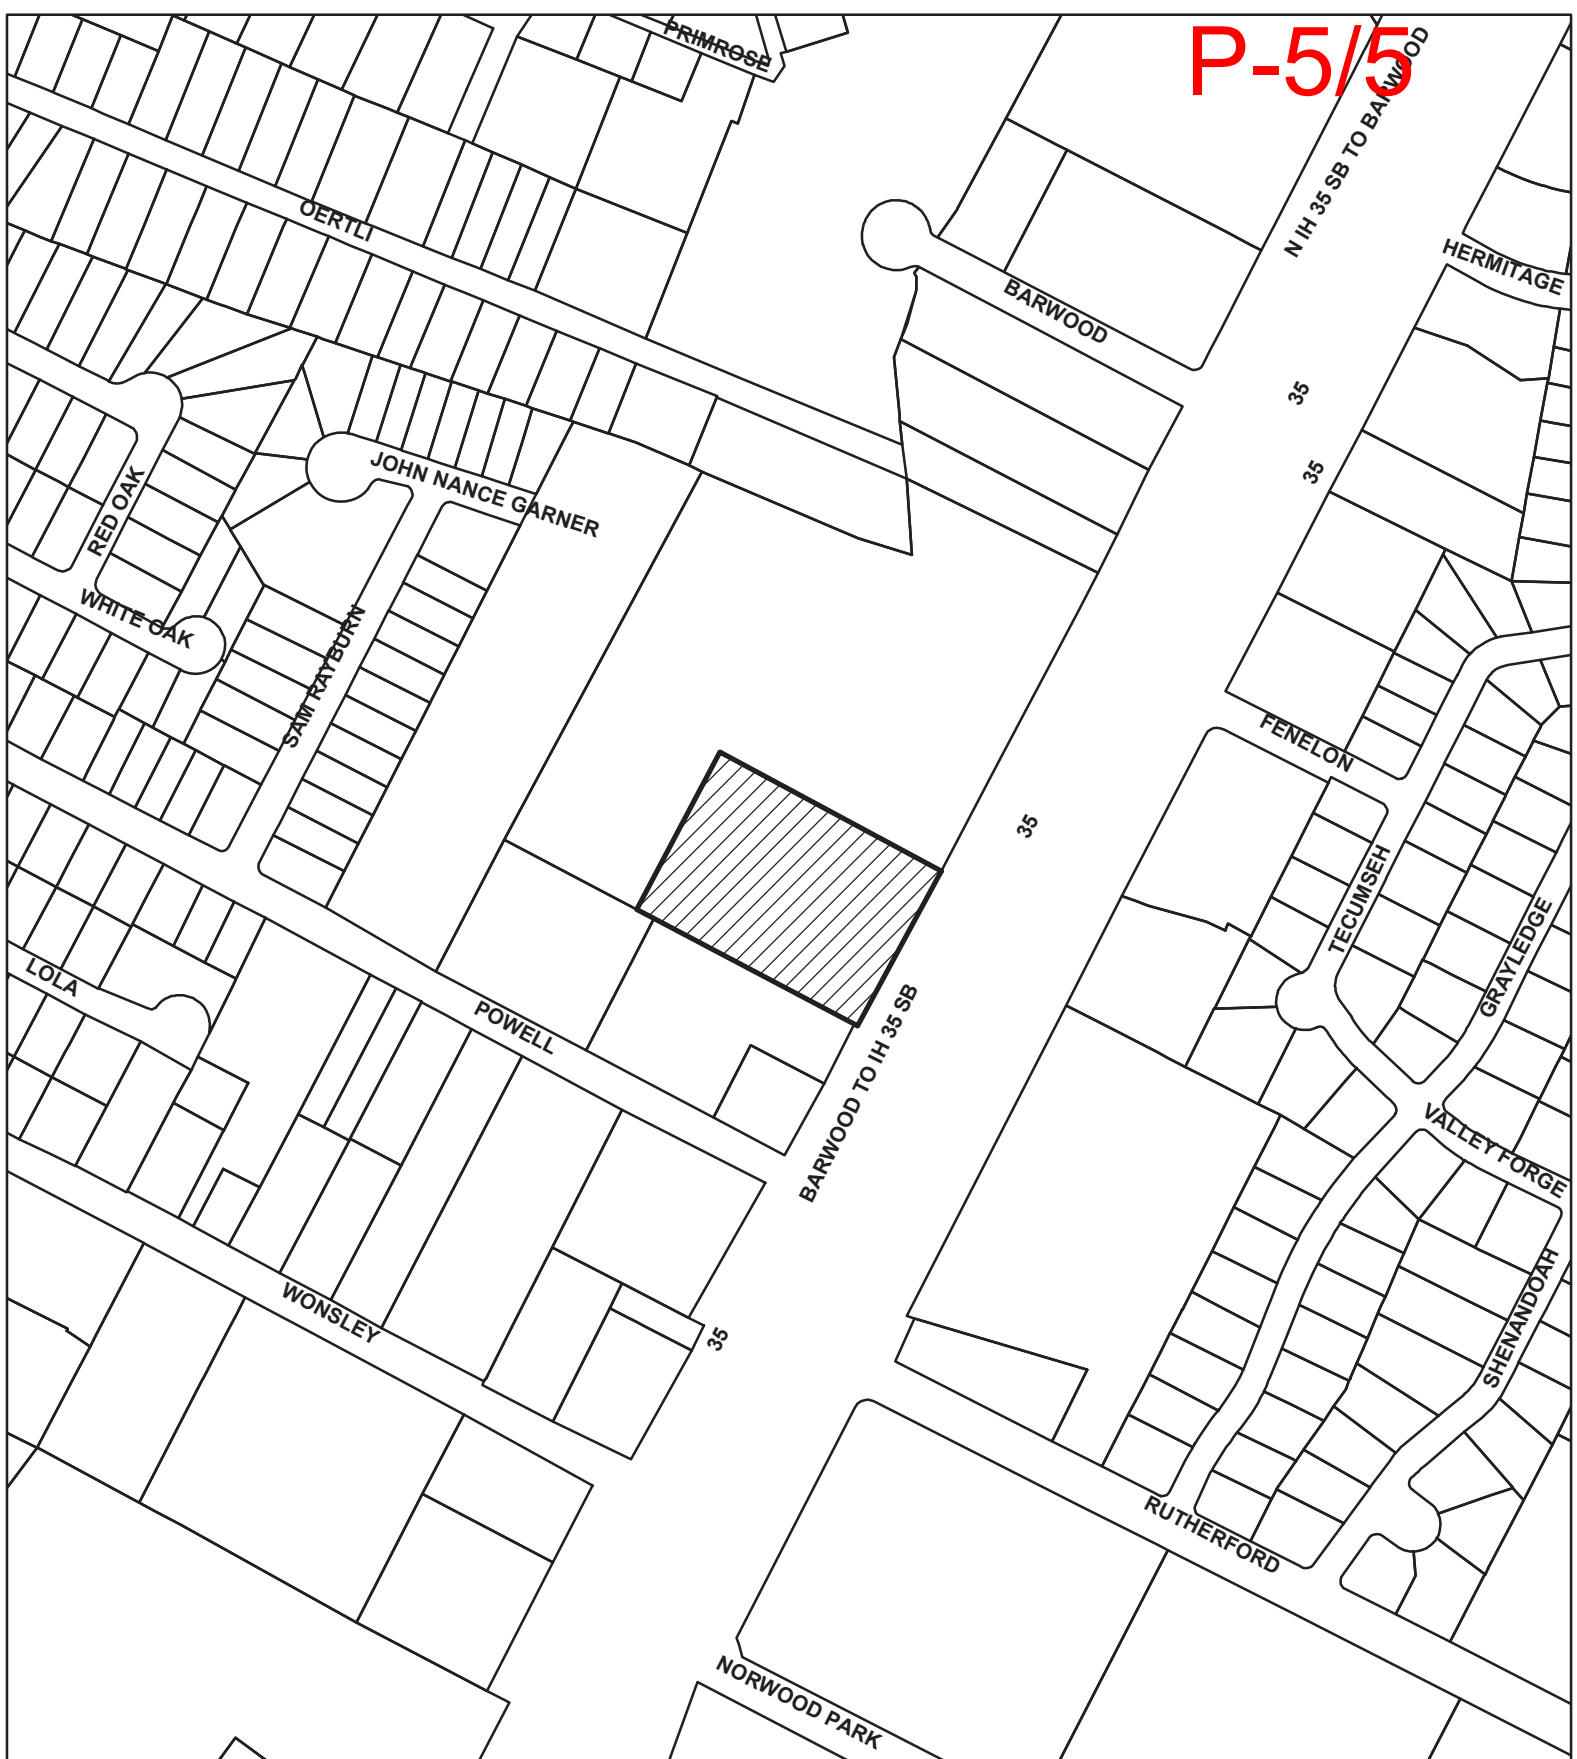 PRIMROSE
P-5/5
N IH 35 SB TO BARWOOD
OERTLI
HERMITAGE
BARWOOD
35
35
JOHN NANCE GARNER
RED OAK
WHITE OAK
SAM RAYBURN
FENELON
35
TECUMSEH
GRAYLEDGE
LOLA
POWELL
BARWOOD TO IH 35 SB
VALLEY FORGE
WONSLEY
35
SHENANDOAH
RUTHERFORD
NORWOOD PARK